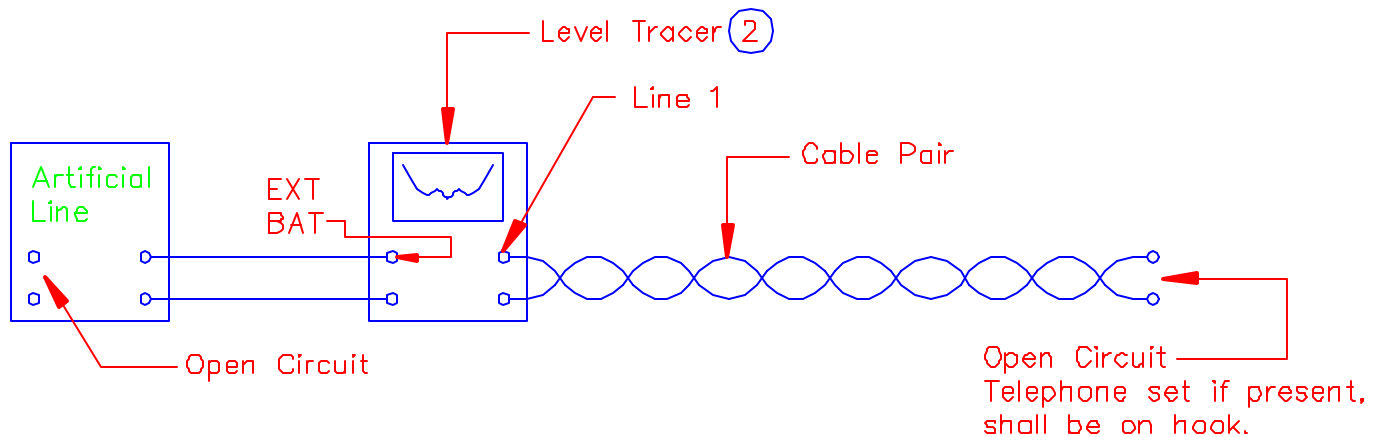 Level Tracer 2
Line 1
Cable Pair
Artificial
Line
EXT
BAT
Open Circuit
Open Circuit
Telephone set if present,
shall be on hook.